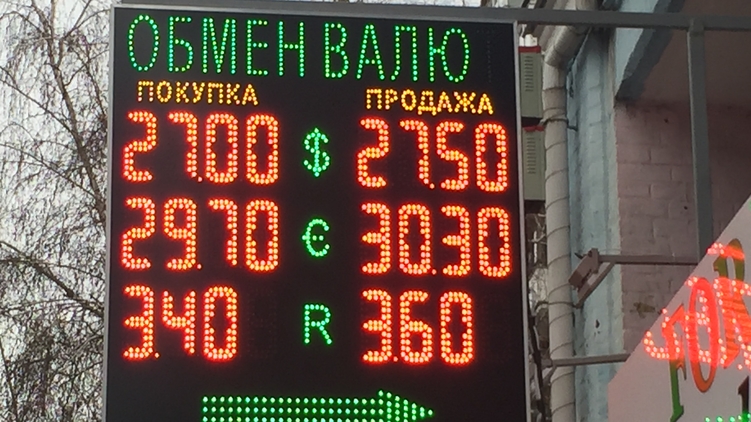 ОБМЕН ВАЛЮ
ПОКУПКА ПРОДАЖА
27.00 $ 27.50
29.70 € 30.30
3.40 R 3.60